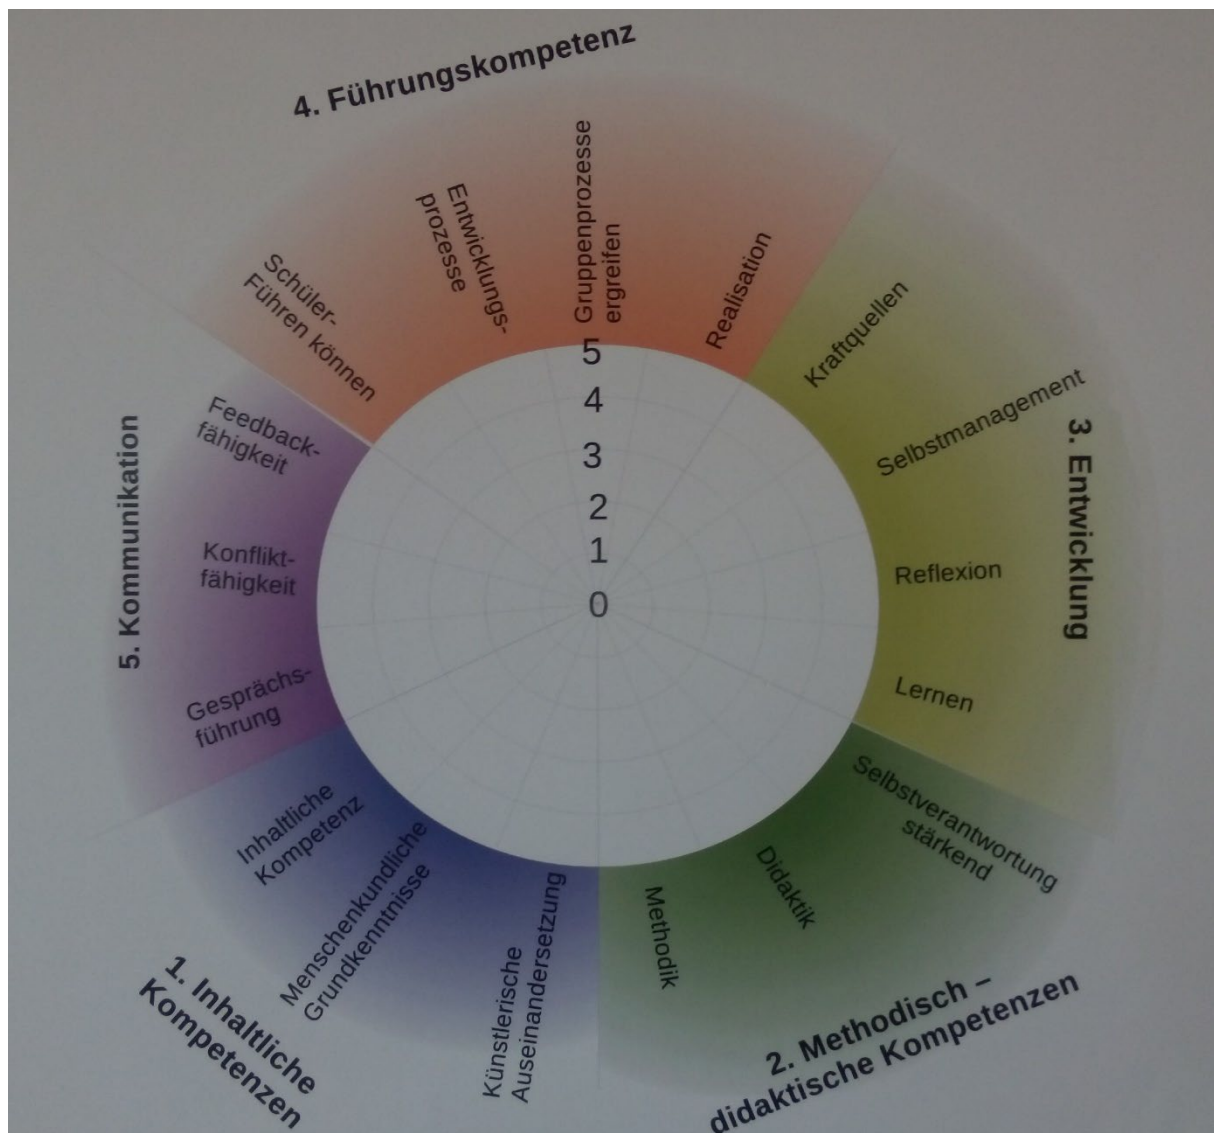 4. Führungskompetenz
Schüler-
Führen können
Entwicklungs-
prozesse
Gruppenprozesse
ergreifen
Realisation
Kraftquellen
Selbstmanagement
Reflexion
Lernen
3. Entwicklung
Selbstverantwortung
stärkend
Didaktik
Methodik
2. Methodisch –
didaktische Kompetenzen
Künstlerische
Auseinandersetzung
Menschenkundliche
Grundkenntnisse
Inhaltliche
Kompetenz
1. Inhaltliche
Kompetenzen
Gesprächs-
führung
Konflikt-
fähigkeit
Feedback-
fähigkeit
5. Kommunikation
5
4
3
2
1
0